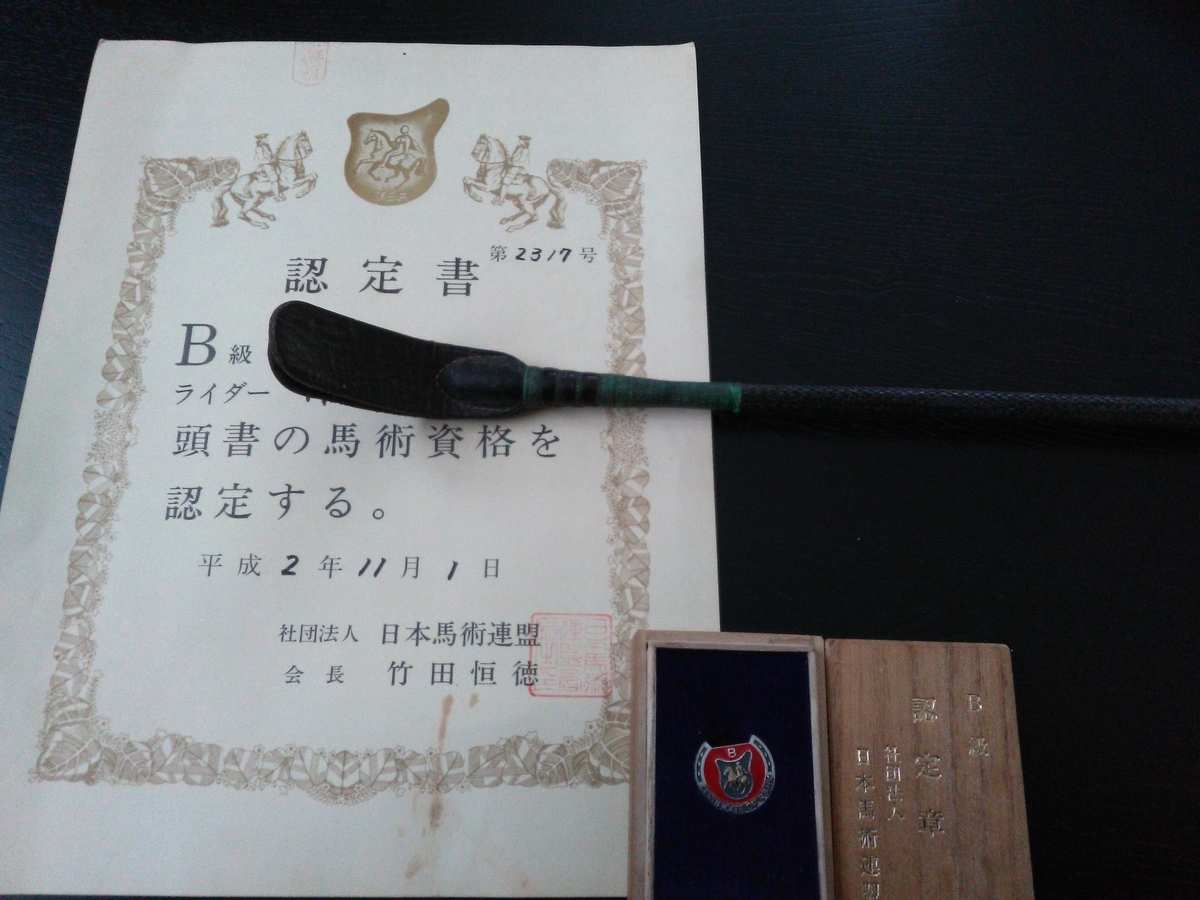 第2317号
認定書
B級
ライダー
頭書の馬術資格を
認定する。
平成2年11月1日
社団法人 日本馬術連盟
会長 竹田恒徳
B
B級
認定章
社団法人
日本馬術連盟